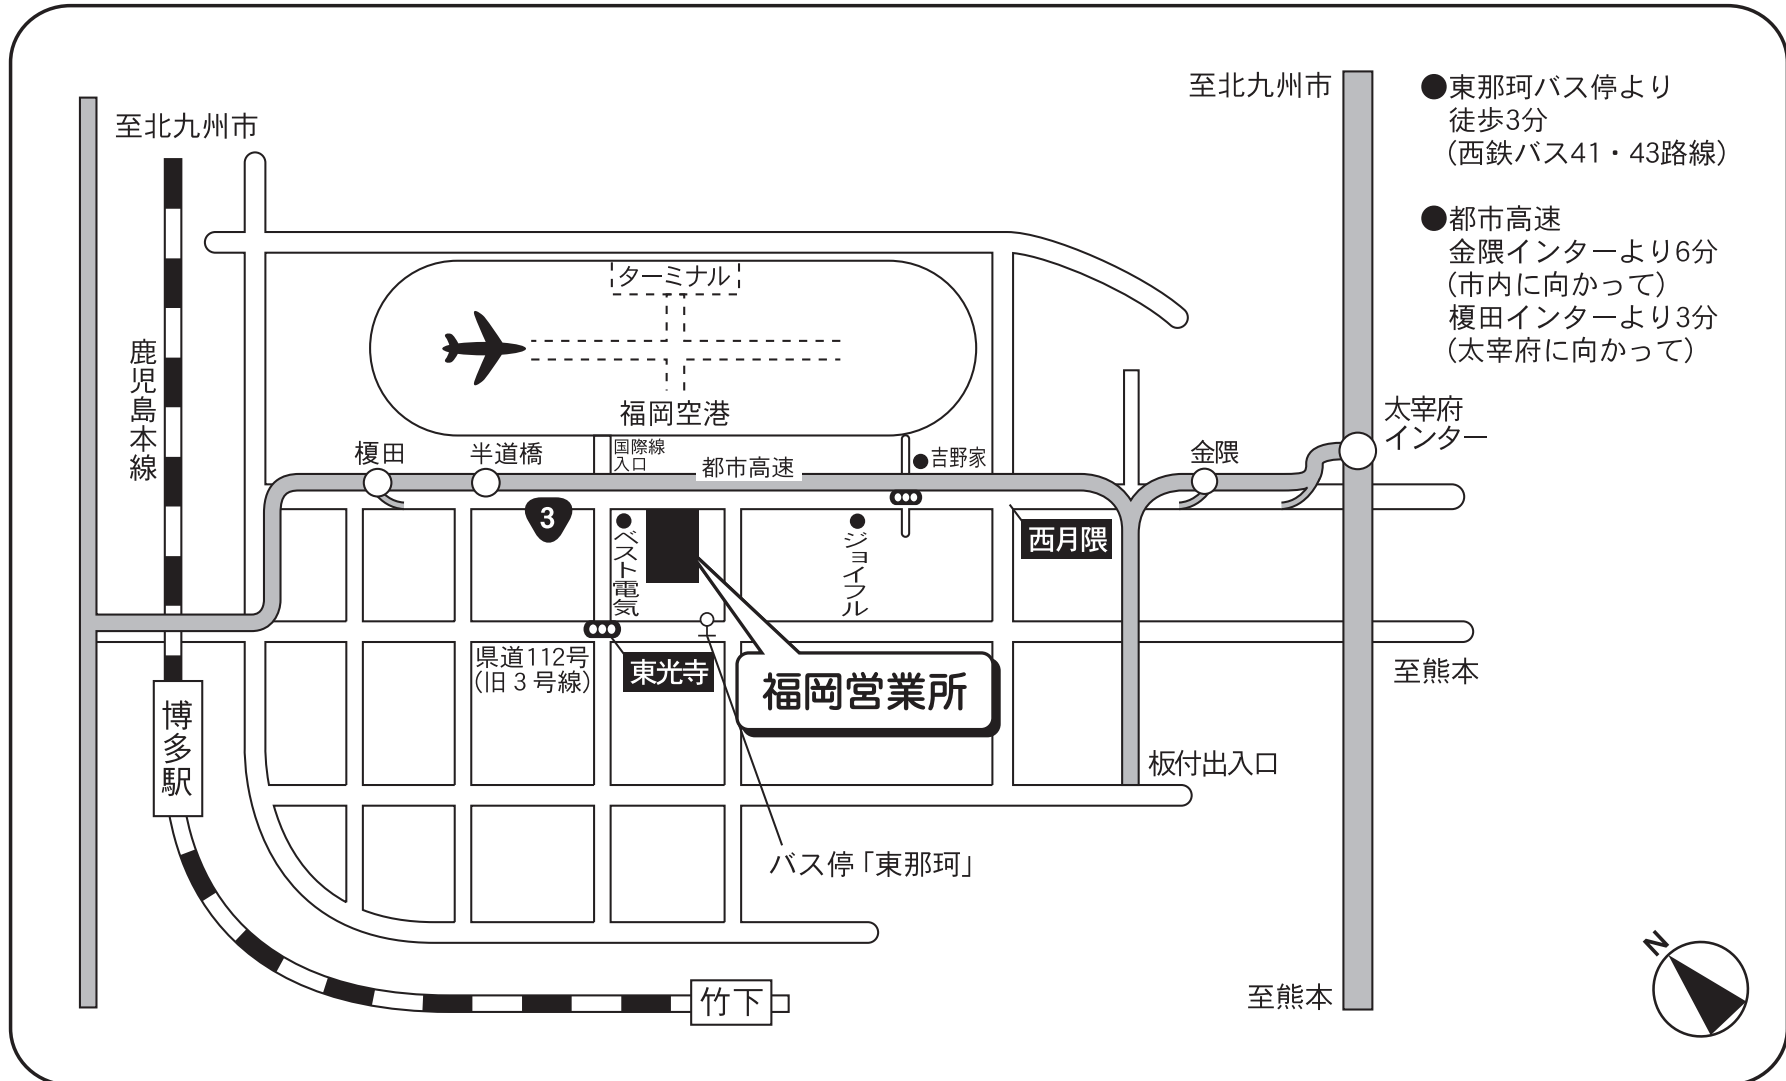 至北九州市
至北九州市
●東那珂バス停より
徒歩3分
(西鉄バス41・43路線)
●都市高速
金隈インターより6分
(市内に向かって)
榎田インターより3分
(太宰府に向かって)
ターミナル
福岡空港
鹿児島本線
太宰府
インター
榎田
半道橋
国際線
入口
都市高速
●吉野家
金隈
3
●ベスト電気
●ジョイフル
西月隈
県道112号
(旧3号線)
東光寺
福岡営業所
至熊本
博多駅
板付出入口
バス停「東那珂」
竹下
至熊本
N